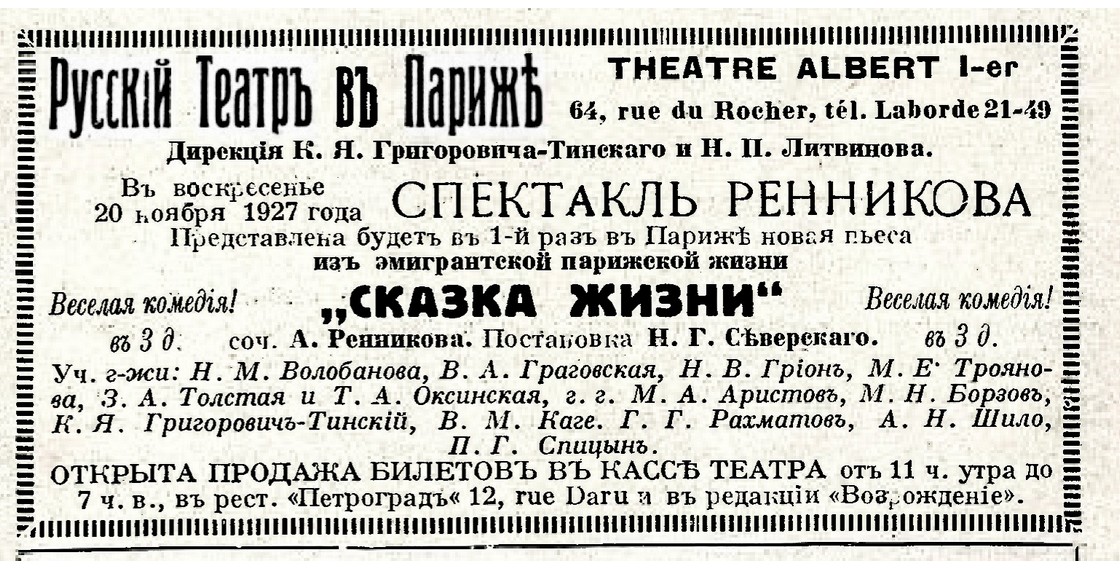 Русскій Театръ въ Парижѣ
THEATRE ALBERT I-er
64, rue du Rocher, tél. Laborde 21-49
Дирекція К. Я. Григоровича-Тинскаго и Н. П. Литвинова.
Въ воскресенье
20 ноября 1927 года
СПЕКТАКЛЬ РЕННИКОВА
Представлена будетъ въ 1-й разъ въ Парижѣ новая пьеса
изъ эмигрантской парижской жизни
Веселая комедія! „СКАЗКА ЖИЗНИ“ Веселая комедія!
въ 3 д. соч. А. Ренникова. Постановка Н. Г. Сѣверскаго. въ 3 д.
Уч. г-жи: Н. М. Волобанова, В. А. Граговская, Н. В. Гріонъ, М. Е. Трояно-
ва, З. А. Толстая и Т. А. Оксинская, г. г. М. А. Аристовъ, М. Н. Борзовъ,
К. Я. Григоровичъ-Тинскій, В. М. Каге. Г. Г. Рахматовъ, А. Н. Шило,
П. Г. Спицынъ.
ОТКРЫТА ПРОДАЖА БИЛЕТОВЪ ВЪ КАССѢ ТЕАТРА отъ 11 ч. утра до
7 ч. в., въ рест. «Петроградъ“ 12, rue Daru и въ редакціи «Возрожденіе».